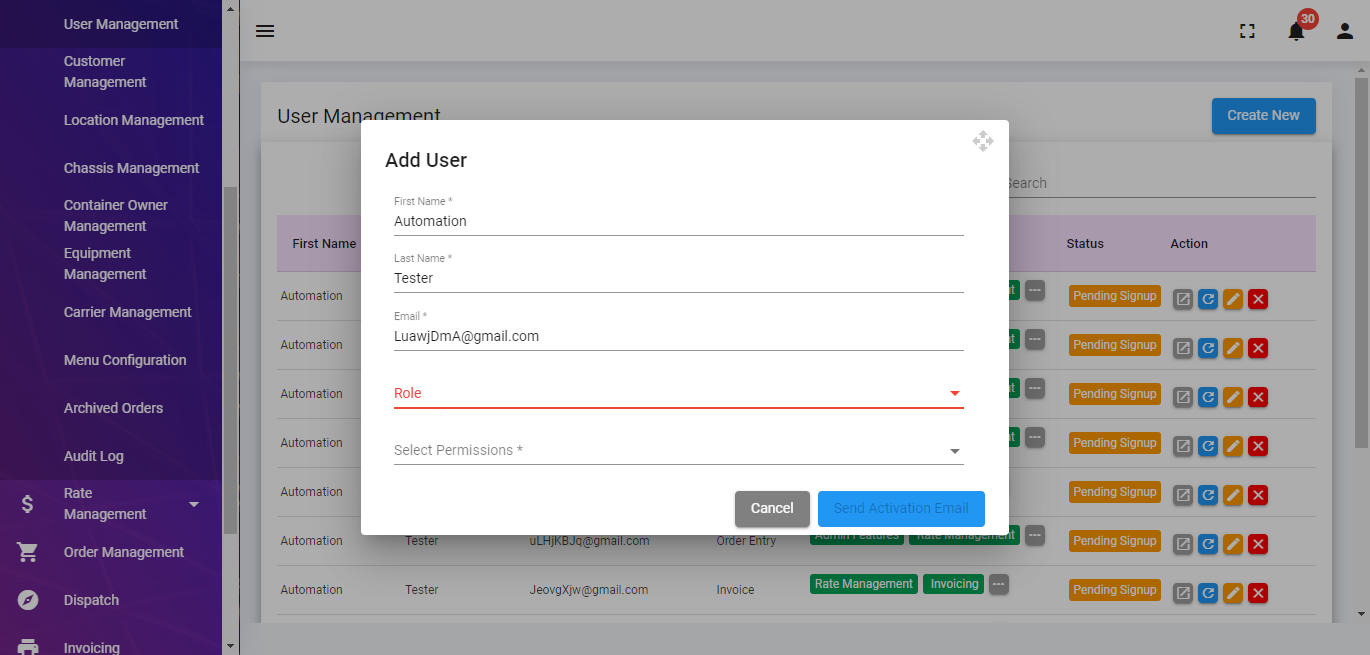 User Management
Customer
Management
Location Management
Chassis Management
Container Owner
Management
Equipment
Management
Carrier Management
Menu Configuration
Archived Orders
Audit Log
Rate
Management
Order Management
Dispatch
Invoicing
30
User Management
Create New
Search
First Name
Status
Action
Automation
Pending Signup
Automation
Pending Signup
Automation
Pending Signup
Automation
Pending Signup
Automation
Pending Signup
Automation Tester uLHjKBJq@gmail.com Order Entry Admin Features Rate Management Pending Signup
Automation Tester JeovgXjw@gmail.com Invoice Rate Management Invoicing Pending Signup
Add User
First Name *
Automation
Last Name *
Tester
Email *
LuawjDmA@gmail.com
Role
Select Permissions *
Cancel
Send Activation Email